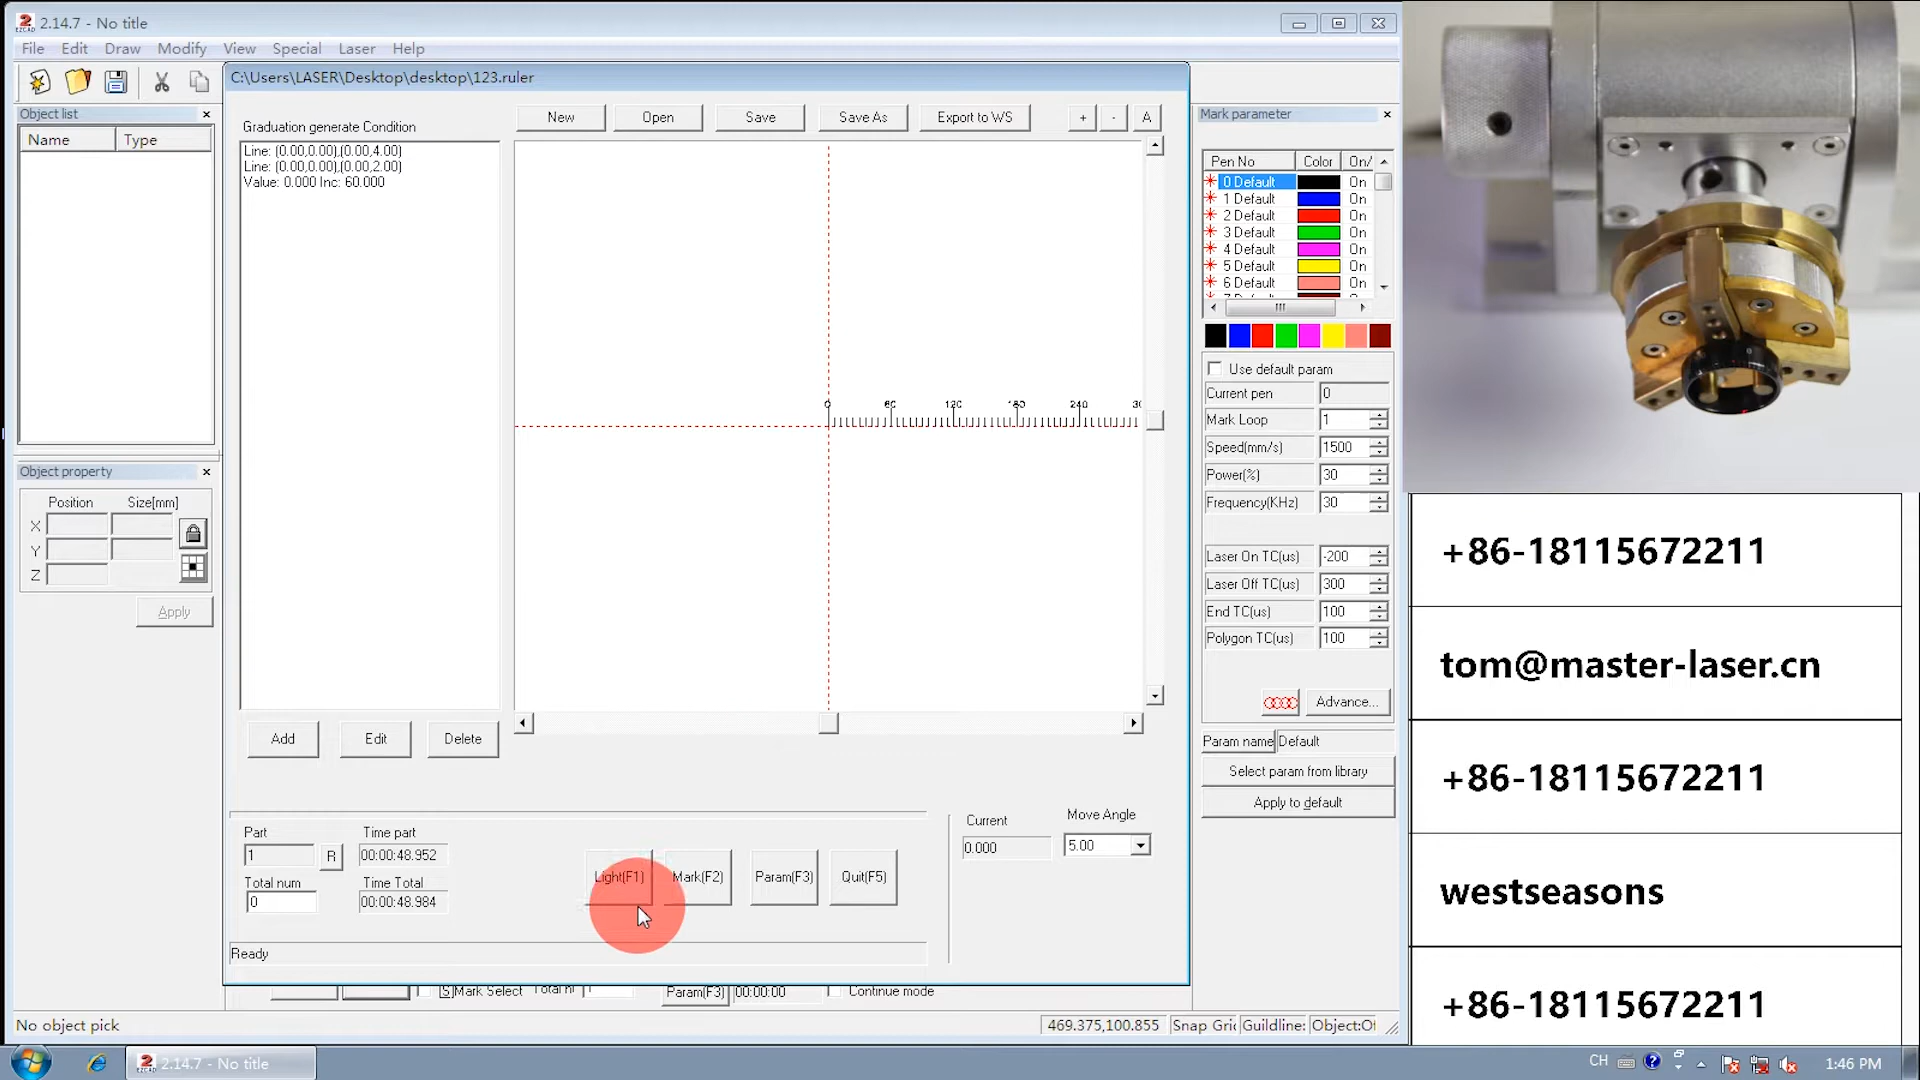 2.14.7 - No title
File Edit Draw Modify View Special Laser Help
C:\Users\LASER\Desktop\desktop\123.ruler
Object list
Name Type
Graduation generate Condition
Line: (0.00,0.00),(0.00,4.00)
Line: (0.00,0.00),(0.00,2.00)
Value: 0.000 Inc: 60.000
New Open Save Save As Export to WS + - A
0 60 120 180 240
Add Edit Delete
Object property
Position Size[mm]
X
Y
Z
Apply
Part Time part
1 R 00:00:48.952
Total num Time Total
0 00:00:48.984
Light(F1) Mark(F2) Param(F3) Quit(F5)
Current Move Angle
0.000 5.00
Ready
[S]Mark Select Param(F3) 00:00:00 Continue mode
No object pick
469.375,100.855 Snap Gri Guildline: Object:O
Mark parameter
Pen No Color On/
0 Default On
1 Default On
2 Default On
3 Default On
4 Default On
5 Default On
6 Default On
Use default param
Current pen 0
Mark Loop 1
Speed(mm/s) 1500
Power(%) 30
Frequency(KHz) 30
Laser On TC(us) -200
Laser Off TC(us) 300
End TC(us) 100
Polygon TC(us) 100
Advance...
Param name Default
Select param from library
Apply to default
+86-18115672211
tom@master-laser.cn
+86-18115672211
westseasons
+86-18115672211
2.14.7 - No title
CH 1:46 PM